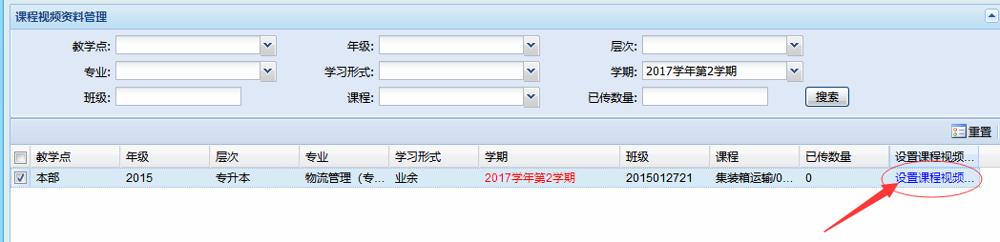 课程视频资料管理
教学点: 年级: 层次:
专业: 学习形式: 学期: 2017学年第2学期
班级: 课程: 已传数量: 搜索
重置
教学点 年级 层次 专业 学习形式 学期 班级 课程 已传数量 设置课程视频...
本部 2015 专升本 物流管理（专... 业余 2017学年第2学期 2015012721 集装箱运输/0... 0 设置课程视频...